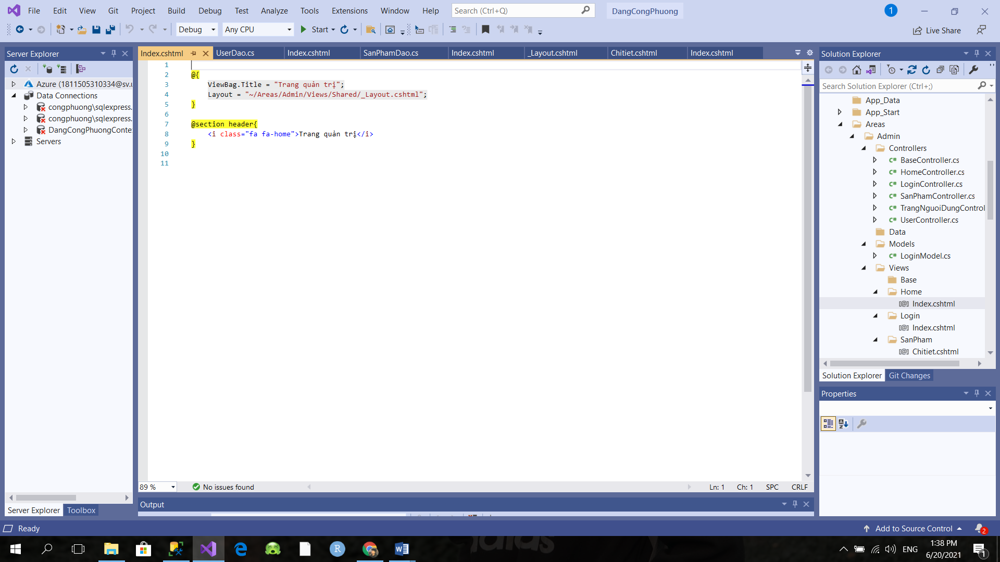 File Edit View Git Project Build Debug Test Analyze Tools Extensions Window Help Search (Ctrl+Q) DangCongPhuong 1
Debug Any CPU Start Live Share
Server Explorer
Azure (1811505310334@sv.u
Data Connections
congphuong\sqlexpress.
congphuong\sqlexpress.
DangCongPhuongConte
Servers
Server Explorer Toolbox
Index.cshtml UserDao.cs Index.cshtml SanPhamDao.cs Index.cshtml _Layout.cshtml Chitiet.cshtml Index.cshtml
1
2 @{
3 ViewBag.Title = "Trang quản trị";
4 Layout = "~/Areas/Admin/Views/Shared/_Layout.cshtml";
5 }
6
7 @section header{
8 <i class="fa fa-home">Trang quản trị</i>
9 }
10
11
89 % No issues found Ln: 1 Ch: 1 SPC CRLF
Output
Solution Explorer
Search Solution Explorer (Ctrl+;)
App_Data
App_Start
Areas
Admin
Controllers
C# BaseController.cs
C# HomeController.cs
C# LoginController.cs
C# SanPhamController.cs
C# TrangNguoiDungControl
C# UserController.cs
Data
Models
C# LoginModel.cs
Views
Base
Home
[@] Index.cshtml
Login
[@] Index.cshtml
SanPham
[@] Chitiet.cshtml
Solution Explorer Git Changes
Properties
Ready Add to Source Control 2
ENG 1:38 PM
6/20/2021 1